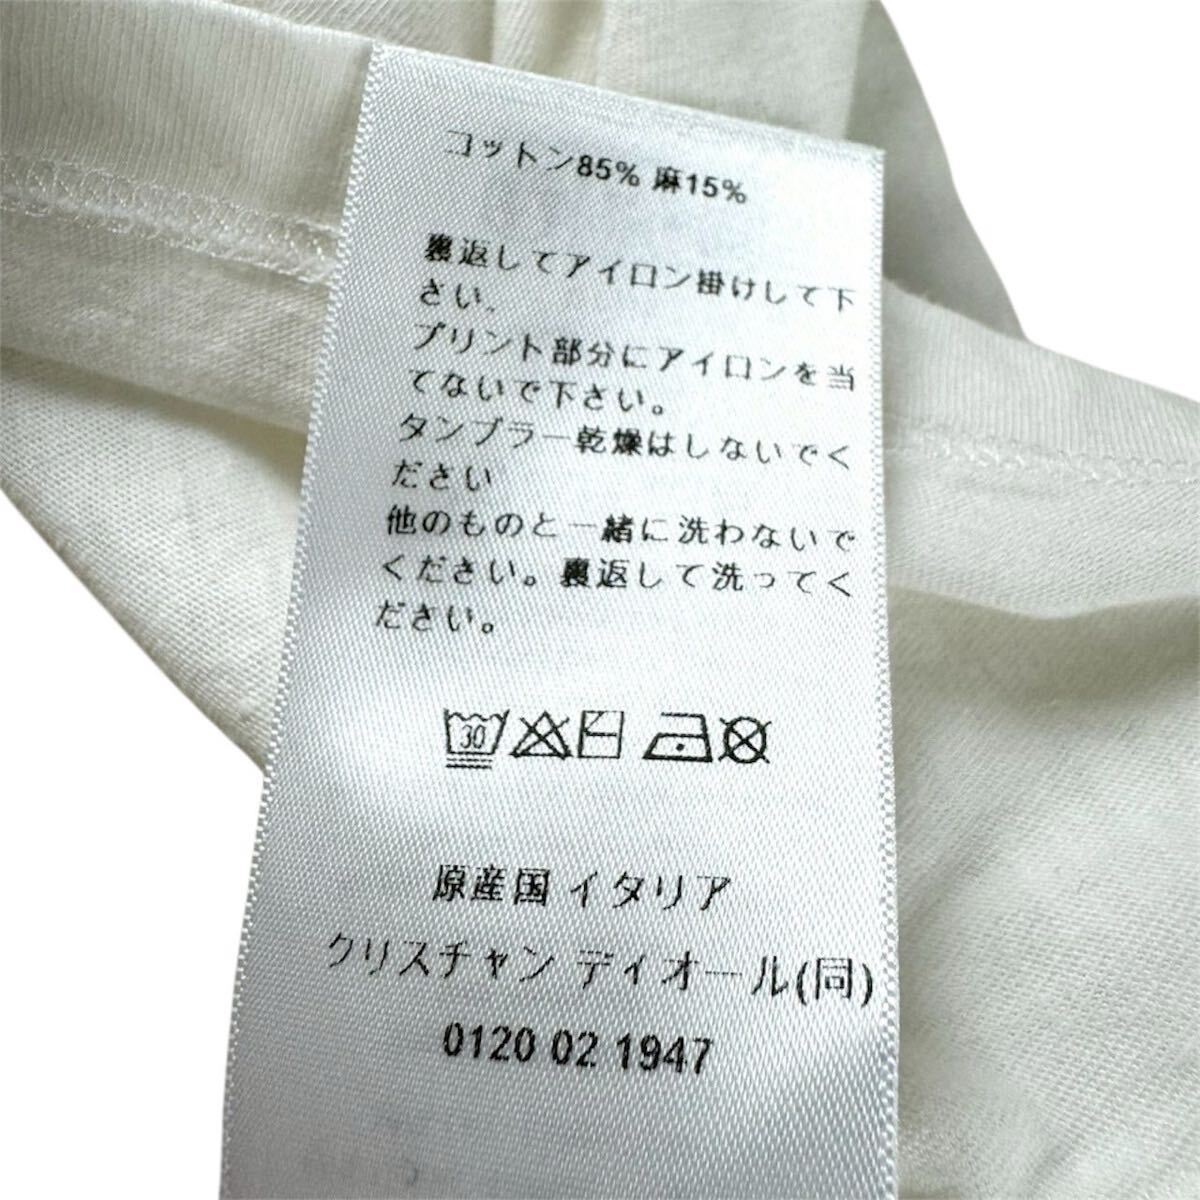 コットン85% 麻15%
裏返してアイロン掛けして下
さい。
プリント部分にアイロンを当
てないで下さい。
タンブラー乾燥はしないでく
ださい
他のものと一緒に洗わないで
ください。裏返して洗ってく
ださい。
30
原産国 イタリア
クリスチャン ディオール(同)
0120 02 1947